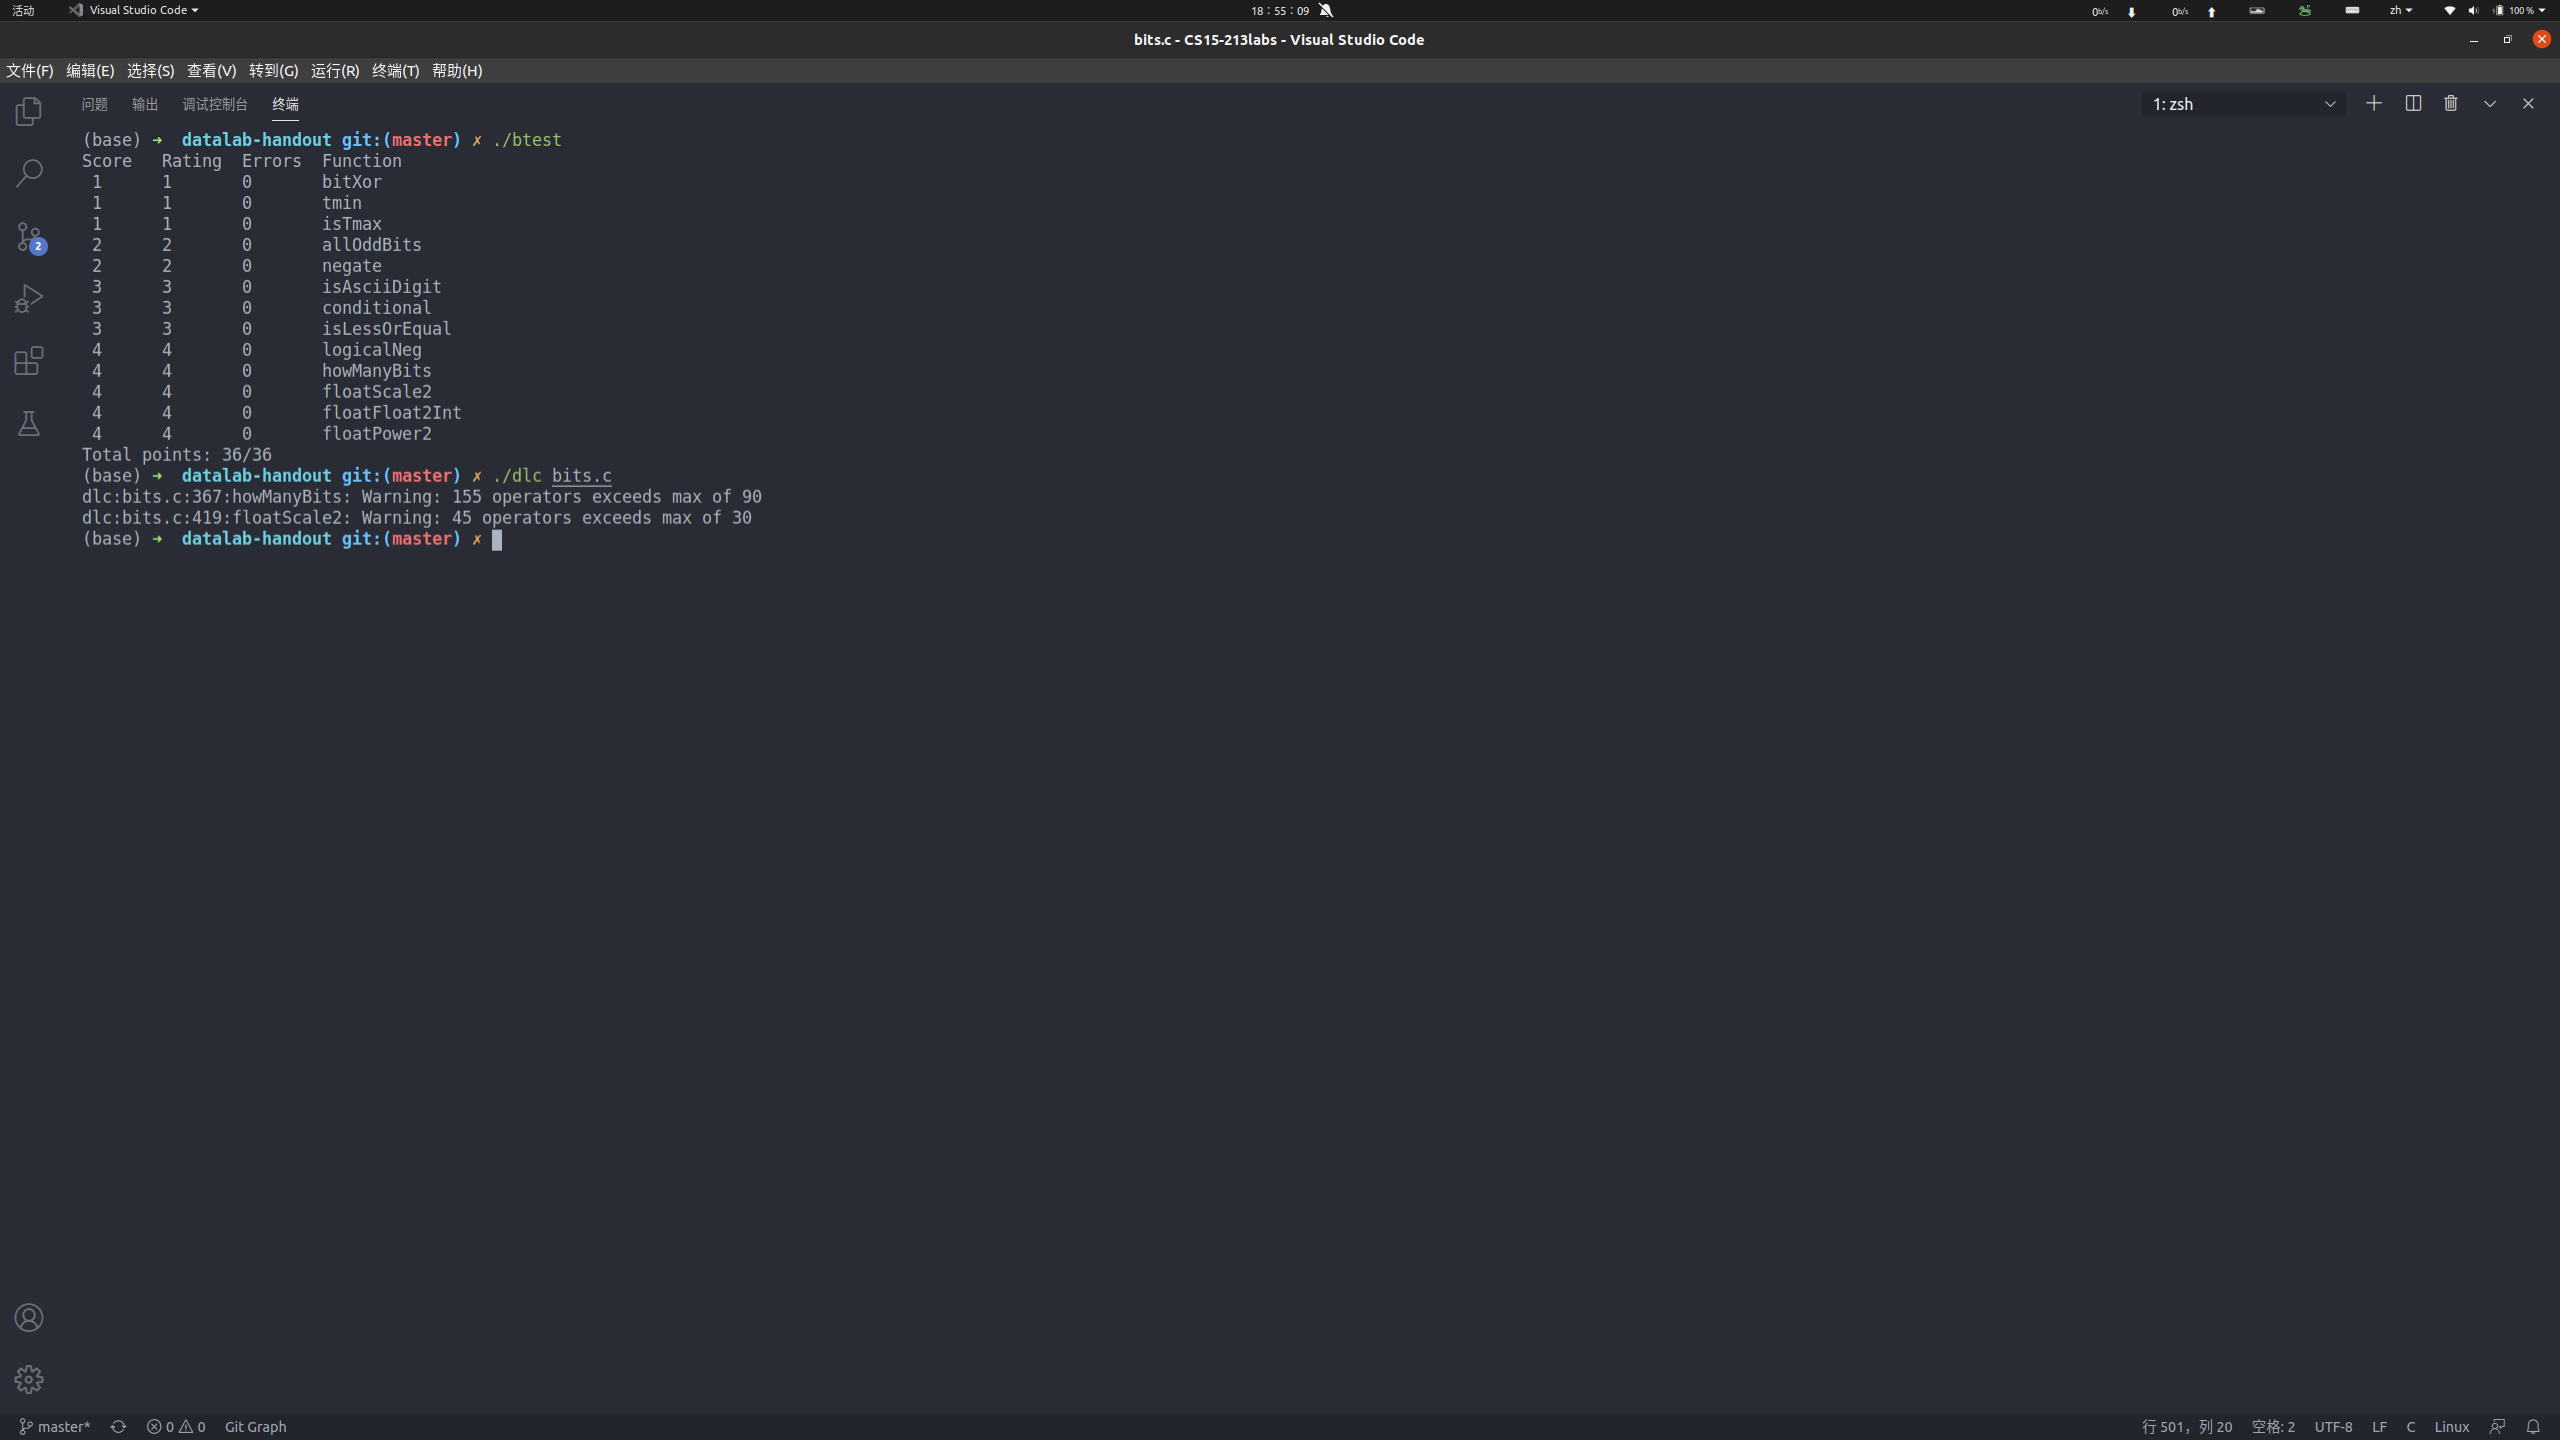 活动 Visual Studio Code 18:55:09 0b/s 0b/s zh 100%
bits.c - CS15-213labs - Visual Studio Code
文件(F) 编辑(E) 选择(S) 查看(V) 转到(G) 运行(R) 终端(T) 帮助(H)
问题 输出 调试控制台 终端 1: zsh
(base) ➜ datalab-handout git:(master) ✗ ./btest
Score Rating Errors Function
1 1 0 bitXor
1 1 0 tmin
1 1 0 isTmax
2 2 0 allOddBits
2 2 0 negate
3 3 0 isAsciiDigit
3 3 0 conditional
3 3 0 isLessOrEqual
4 4 0 logicalNeg
4 4 0 howManyBits
4 4 0 floatScale2
4 4 0 floatFloat2Int
4 4 0 floatPower2
Total points: 36/36
(base) ➜ datalab-handout git:(master) ✗ ./dlc bits.c
dlc:bits.c:367:howManyBits: Warning: 155 operators exceeds max of 90
dlc:bits.c:419:floatScale2: Warning: 45 operators exceeds max of 30
(base) ➜ datalab-handout git:(master) ✗
2
master* 0 0 Git Graph 行 501，列 20 空格: 2 UTF-8 LF C Linux